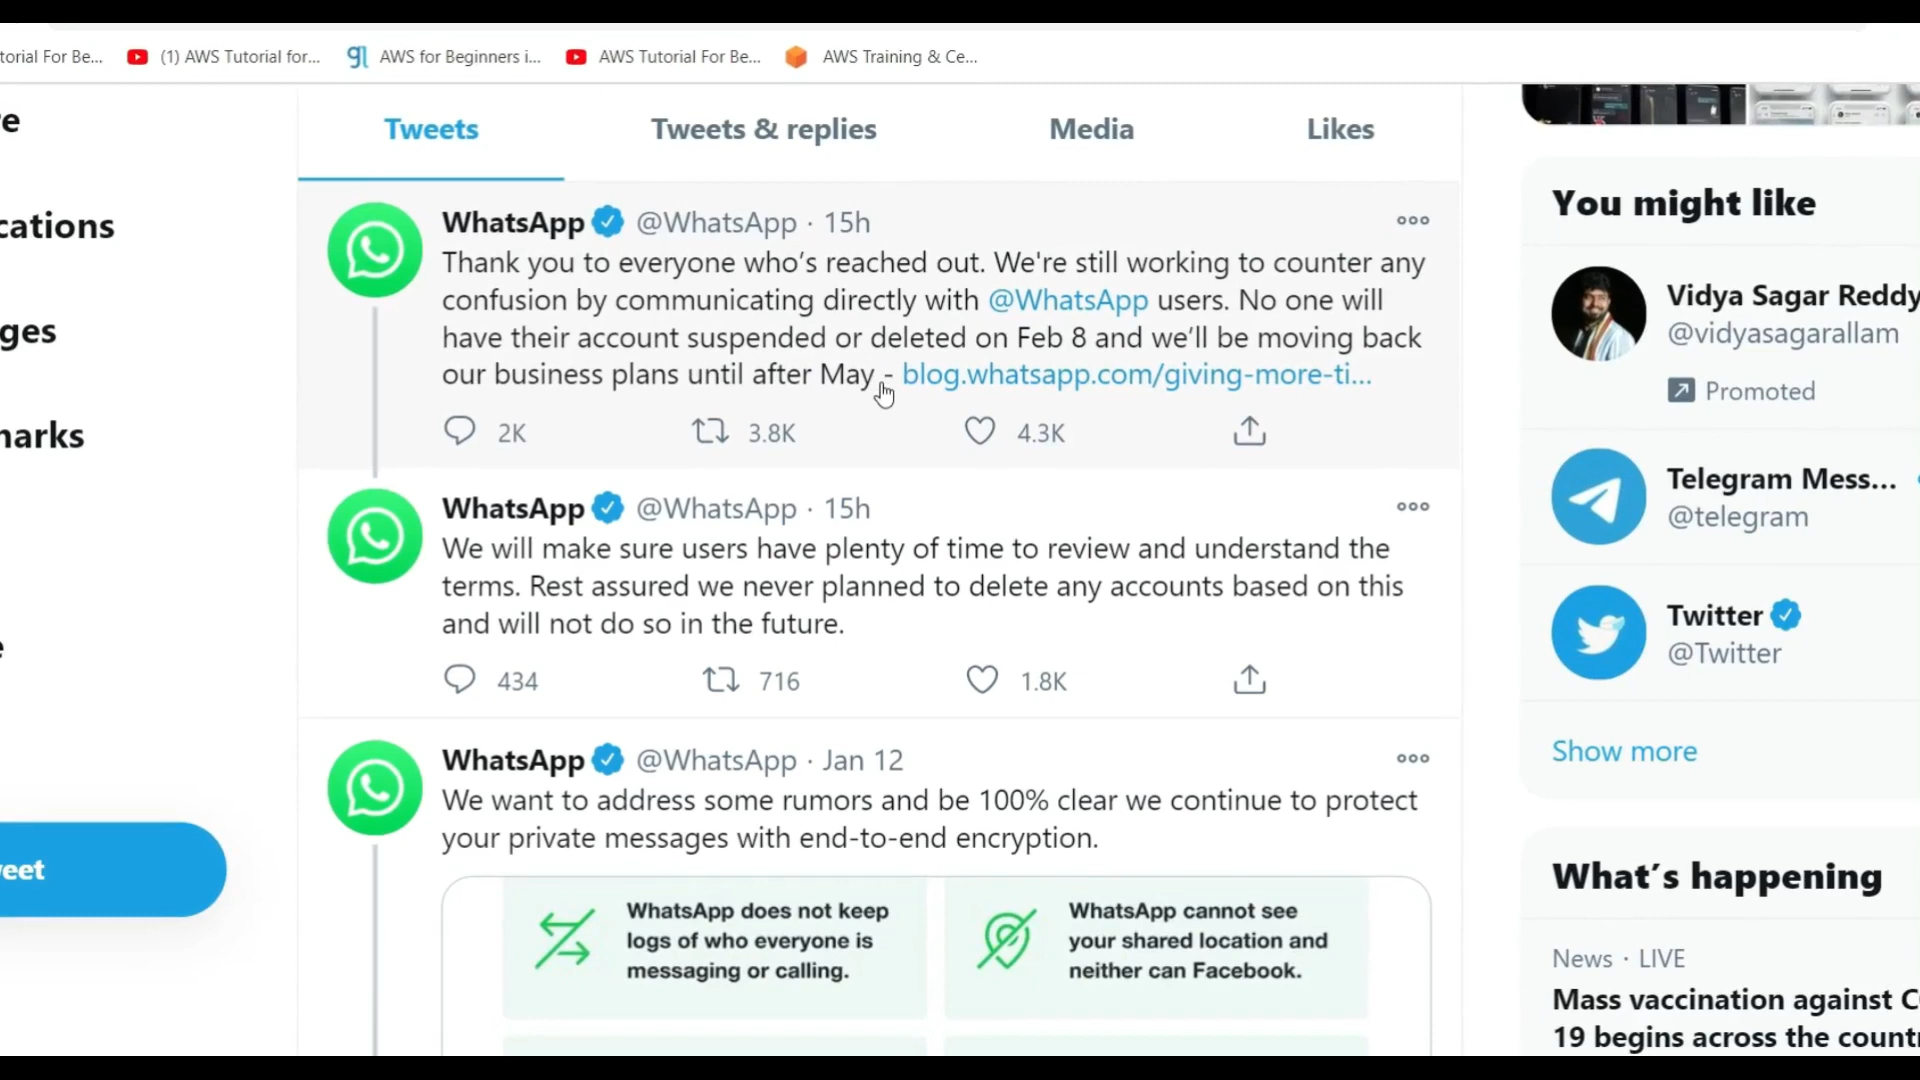 torial For Be...
(1) AWS Tutorial for...
AWS for Beginners i...
AWS Tutorial For Be...
AWS Training & Ce...
re
cations
ges
narks
e
eet
Tweets
Tweets & replies
Media
Likes
WhatsApp @WhatsApp · 15h
Thank you to everyone who's reached out. We're still working to counter any
confusion by communicating directly with @WhatsApp users. No one will
have their account suspended or deleted on Feb 8 and we'll be moving back
our business plans until after May - blog.whatsapp.com/giving-more-ti...
2K
3.8K
4.3K
WhatsApp @WhatsApp · 15h
We will make sure users have plenty of time to review and understand the
terms. Rest assured we never planned to delete any accounts based on this
and will not do so in the future.
434
716
1.8K
WhatsApp @WhatsApp · Jan 12
We want to address some rumors and be 100% clear we continue to protect
your private messages with end-to-end encryption.
WhatsApp does not keep
logs of who everyone is
messaging or calling.
WhatsApp cannot see
your shared location and
neither can Facebook.
You might like
Vidya Sagar Reddy
@vidyasagarallam
Promoted
Telegram Mess...
@telegram
Twitter
@Twitter
Show more
What's happening
News · LIVE
Mass vaccination against C
19 begins across the count